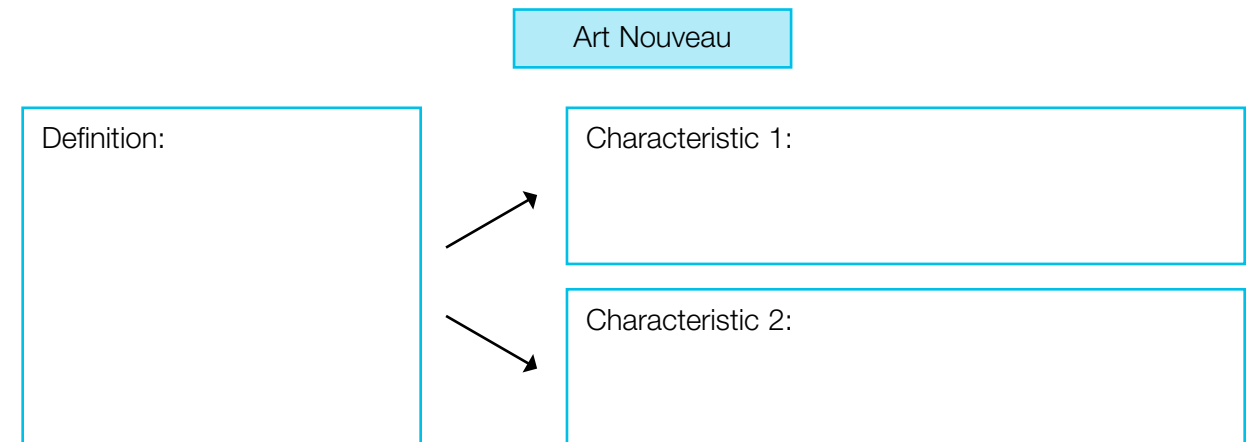 Art Nouveau
Definition:
Characteristic 1:
Characteristic 2: